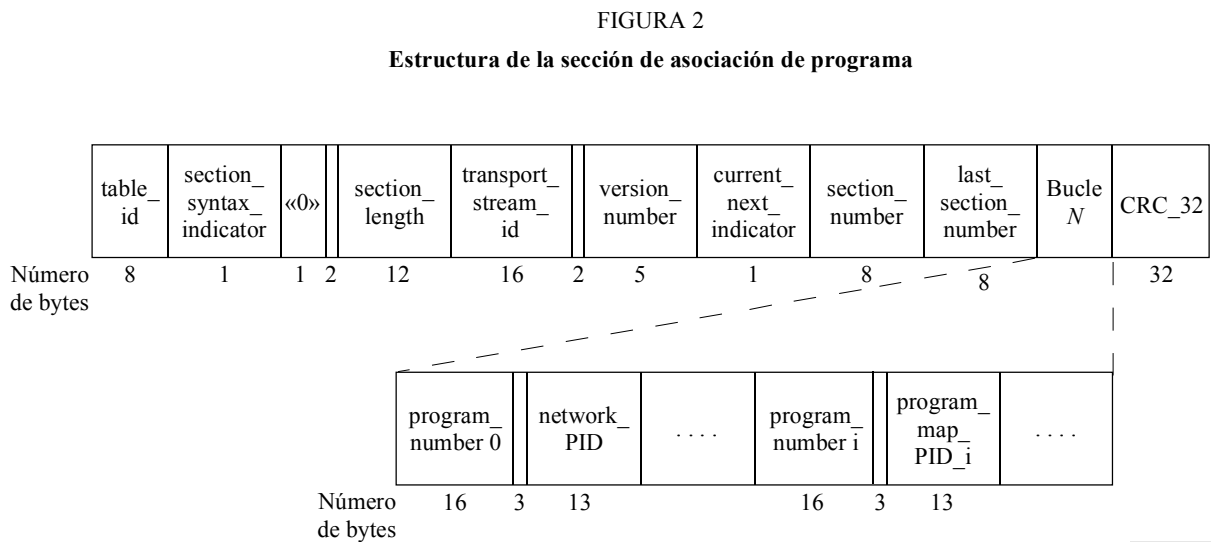 FIGURA 2
Estructura de la sección de asociación de programa
table_
id
section_
syntax_
indicator
«0»
section_
length
transport_
stream_
id
version_
number
current_
next_
indicator
section_
number
last_
section_
number
Bucle
N
CRC_32
Número
de bytes
8 1 1 2 12 16 2 5 1 8 8 32
program_
number 0
network_
PID
. . . .
program_
number i
program_
map_
PID_i
. . . .
Número
de bytes
16 3 13 16 3 13